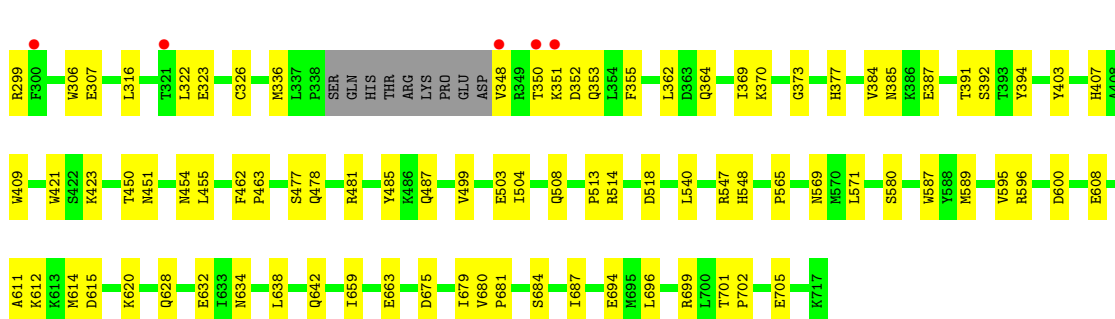 R299 F300 W306 E307 L316 T321 L322 E323 C326 M336 L337 P338 SER GLN HIS THR ARG LYS PRO GLU ASP V348 R349 T350 K351 D352 Q353 L354 F355 L362 D363 Q364 I369 K370 G373 H377 V384 N385 K386 E387 T391 S392 T393 Y394 Y403 H407 A408
W409 W421 S422 K423 T450 N451 N454 L455 F462 P463 S477 Q478 R481 Y485 K486 Q487 V499 E503 I504 Q508 P513 R514 D518 L540 R547 H548 P565 N569 M570 L571 S580 W587 Y588 M589 V595 R596 D600 E608
A611 K612 K613 M614 D615 K620 Q628 E632 I633 N634 L638 Q642 I659 E663 D675 I679 V680 P681 S684 I687 E694 M695 L696 R699 L700 T701 P702 E705 K717